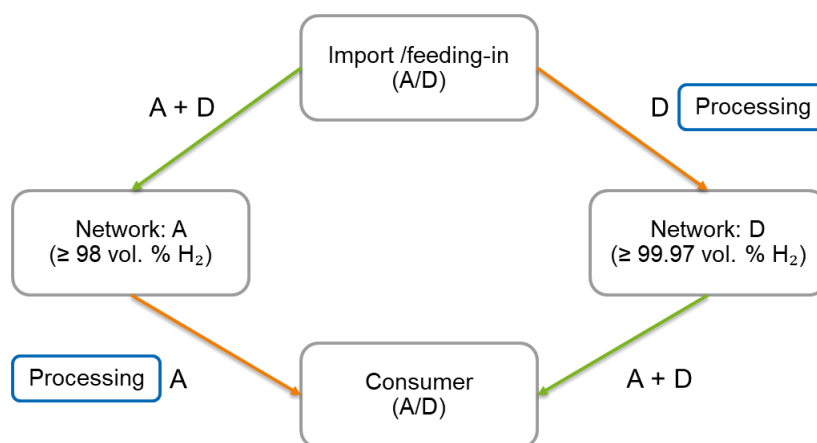 Import /feeding-in
(A/D)
A + D
D
Processing
Network: A
(≥ 98 vol. % H₂)
Network: D
(≥ 99.97 vol. % H₂)
Processing
A
Consumer
(A/D)
A + D